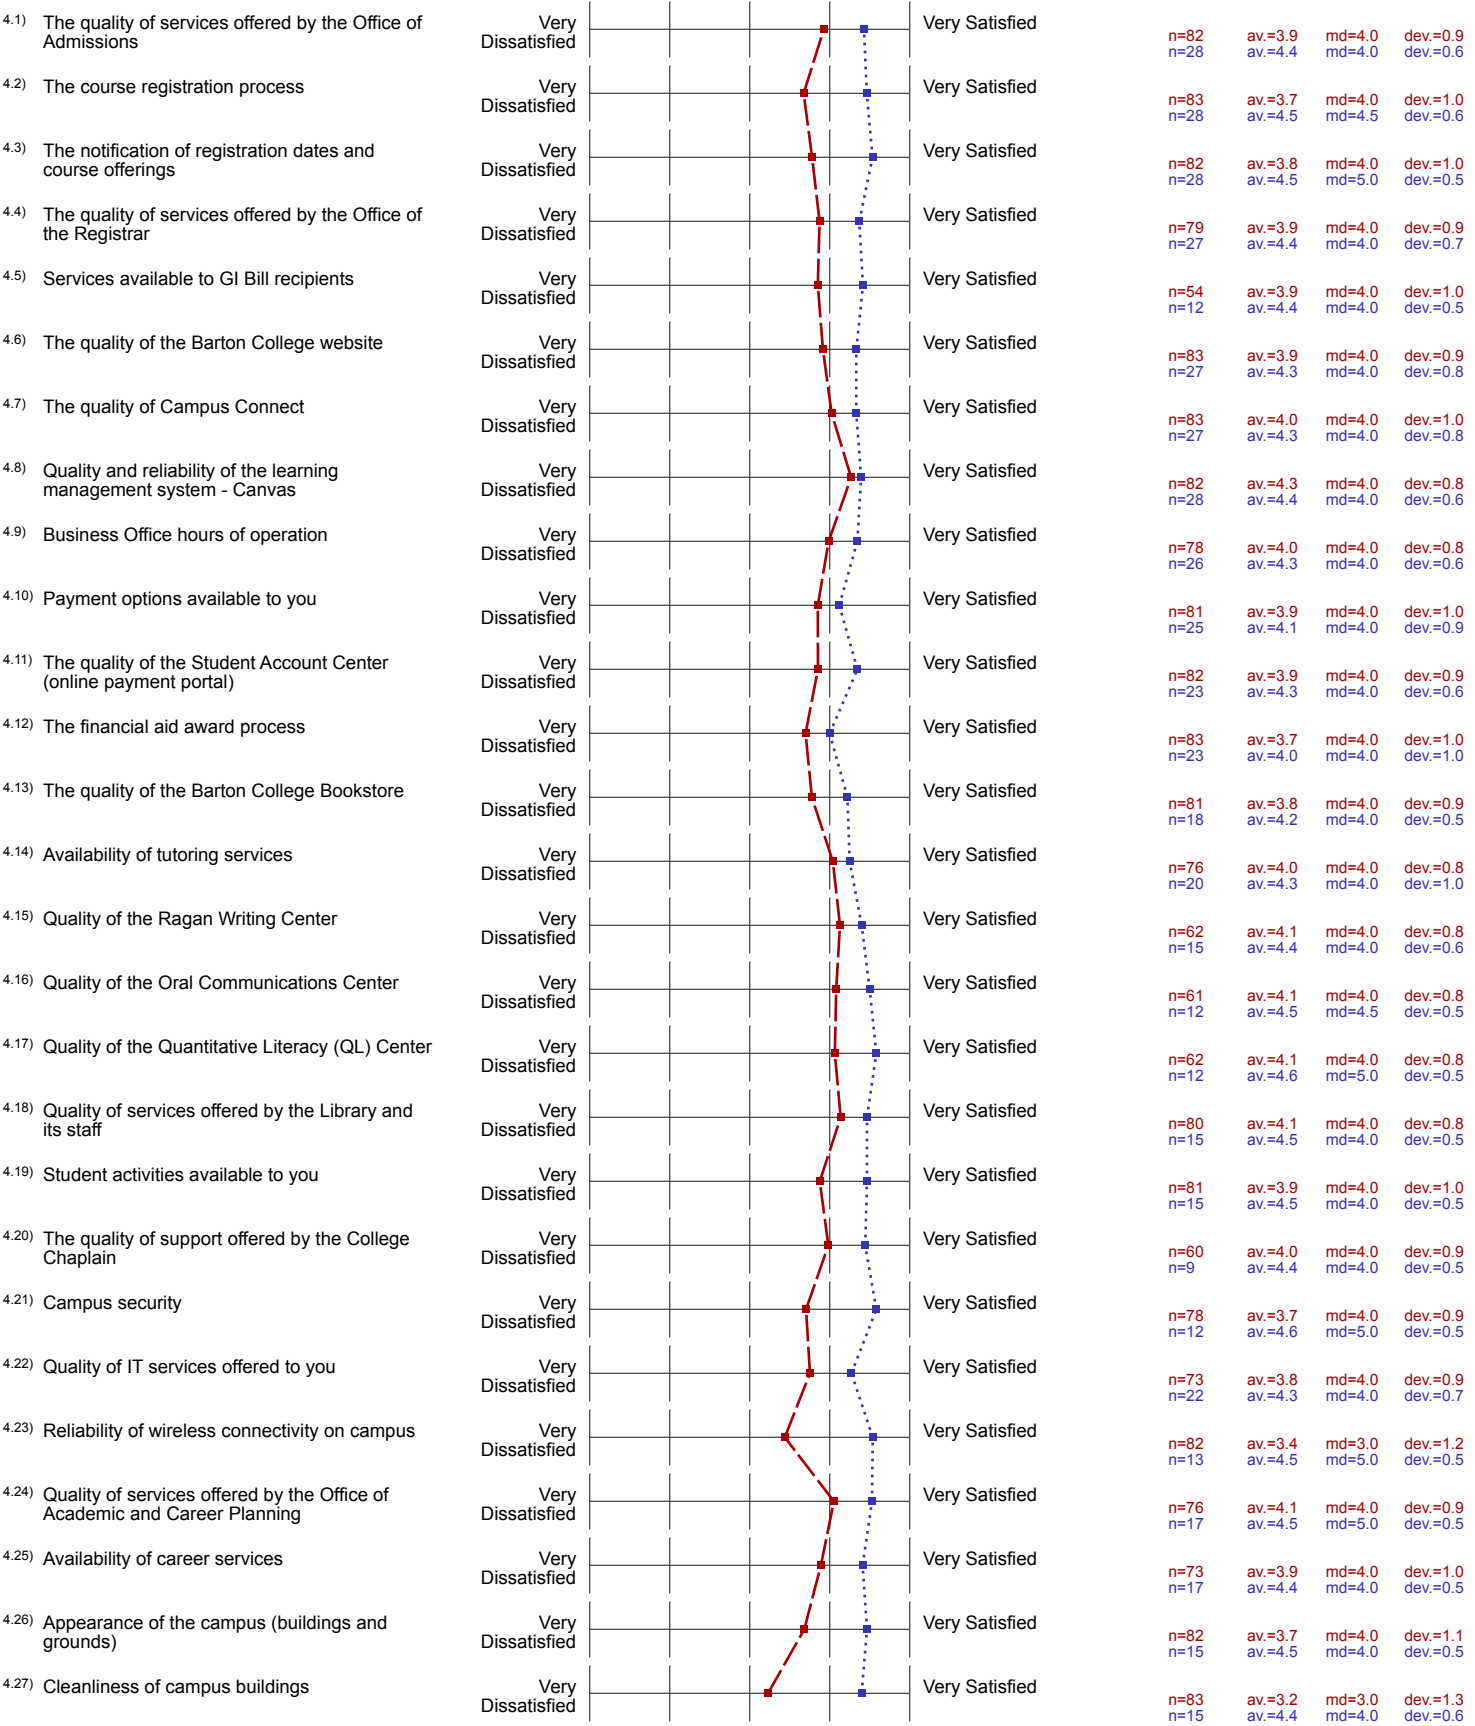 4.1) The quality of services offered by the Office of Admissions Very Dissatisfied Very Satisfied
n=82 av.=3.9 md=4.0 dev.=0.9
n=28 av.=4.4 md=4.0 dev.=0.6
4.2) The course registration process Very Dissatisfied Very Satisfied
n=83 av.=3.7 md=4.0 dev.=1.0
n=28 av.=4.5 md=4.5 dev.=0.6
4.3) The notification of registration dates and course offerings Very Dissatisfied Very Satisfied
n=82 av.=3.8 md=4.0 dev.=1.0
n=28 av.=4.5 md=5.0 dev.=0.5
4.4) The quality of services offered by the Office of the Registrar Very Dissatisfied Very Satisfied
n=79 av.=3.9 md=4.0 dev.=0.9
n=27 av.=4.4 md=4.0 dev.=0.7
4.5) Services available to GI Bill recipients Very Dissatisfied Very Satisfied
n=54 av.=3.9 md=4.0 dev.=1.0
n=12 av.=4.4 md=4.0 dev.=0.5
4.6) The quality of the Barton College website Very Dissatisfied Very Satisfied
n=83 av.=3.9 md=4.0 dev.=0.9
n=27 av.=4.3 md=4.0 dev.=0.8
4.7) The quality of Campus Connect Very Dissatisfied Very Satisfied
n=83 av.=4.0 md=4.0 dev.=1.0
n=27 av.=4.3 md=4.0 dev.=0.8
4.8) Quality and reliability of the learning management system - Canvas Very Dissatisfied Very Satisfied
n=82 av.=4.3 md=4.0 dev.=0.8
n=28 av.=4.4 md=4.0 dev.=0.6
4.9) Business Office hours of operation Very Dissatisfied Very Satisfied
n=78 av.=4.0 md=4.0 dev.=0.8
n=26 av.=4.3 md=4.0 dev.=0.6
4.10) Payment options available to you Very Dissatisfied Very Satisfied
n=81 av.=3.9 md=4.0 dev.=1.0
n=25 av.=4.1 md=4.0 dev.=0.9
4.11) The quality of the Student Account Center (online payment portal) Very Dissatisfied Very Satisfied
n=82 av.=3.9 md=4.0 dev.=0.9
n=23 av.=4.3 md=4.0 dev.=0.6
4.12) The financial aid award process Very Dissatisfied Very Satisfied
n=83 av.=3.7 md=4.0 dev.=1.0
n=23 av.=4.0 md=4.0 dev.=1.0
4.13) The quality of the Barton College Bookstore Very Dissatisfied Very Satisfied
n=81 av.=3.8 md=4.0 dev.=0.9
n=18 av.=4.2 md=4.0 dev.=0.5
4.14) Availability of tutoring services Very Dissatisfied Very Satisfied
n=76 av.=4.0 md=4.0 dev.=0.8
n=20 av.=4.3 md=4.0 dev.=1.0
4.15) Quality of the Ragan Writing Center Very Dissatisfied Very Satisfied
n=62 av.=4.1 md=4.0 dev.=0.8
n=15 av.=4.4 md=4.0 dev.=0.6
4.16) Quality of the Oral Communications Center Very Dissatisfied Very Satisfied
n=61 av.=4.1 md=4.0 dev.=0.8
n=12 av.=4.5 md=4.5 dev.=0.5
4.17) Quality of the Quantitative Literacy (QL) Center Very Dissatisfied Very Satisfied
n=62 av.=4.1 md=4.0 dev.=0.8
n=12 av.=4.6 md=5.0 dev.=0.5
4.18) Quality of services offered by the Library and its staff Very Dissatisfied Very Satisfied
n=80 av.=4.1 md=4.0 dev.=0.8
n=15 av.=4.5 md=4.0 dev.=0.5
4.19) Student activities available to you Very Dissatisfied Very Satisfied
n=81 av.=3.9 md=4.0 dev.=1.0
n=15 av.=4.5 md=4.0 dev.=0.5
4.20) The quality of support offered by the College Chaplain Very Dissatisfied Very Satisfied
n=60 av.=4.0 md=4.0 dev.=0.9
n=9 av.=4.4 md=4.0 dev.=0.5
4.21) Campus security Very Dissatisfied Very Satisfied
n=78 av.=3.7 md=4.0 dev.=0.9
n=12 av.=4.6 md=5.0 dev.=0.5
4.22) Quality of IT services offered to you Very Dissatisfied Very Satisfied
n=73 av.=3.8 md=4.0 dev.=0.9
n=22 av.=4.3 md=4.0 dev.=0.7
4.23) Reliability of wireless connectivity on campus Very Dissatisfied Very Satisfied
n=82 av.=3.4 md=3.0 dev.=1.2
n=13 av.=4.5 md=5.0 dev.=0.5
4.24) Quality of services offered by the Office of Academic and Career Planning Very Dissatisfied Very Satisfied
n=76 av.=4.1 md=4.0 dev.=0.9
n=17 av.=4.5 md=5.0 dev.=0.5
4.25) Availability of career services Very Dissatisfied Very Satisfied
n=73 av.=3.9 md=4.0 dev.=1.0
n=17 av.=4.4 md=4.0 dev.=0.5
4.26) Appearance of the campus (buildings and grounds) Very Dissatisfied Very Satisfied
n=82 av.=3.7 md=4.0 dev.=1.1
n=15 av.=4.5 md=4.0 dev.=0.5
4.27) Cleanliness of campus buildings Very Dissatisfied Very Satisfied
n=83 av.=3.2 md=3.0 dev.=1.3
n=15 av.=4.4 md=4.0 dev.=0.6